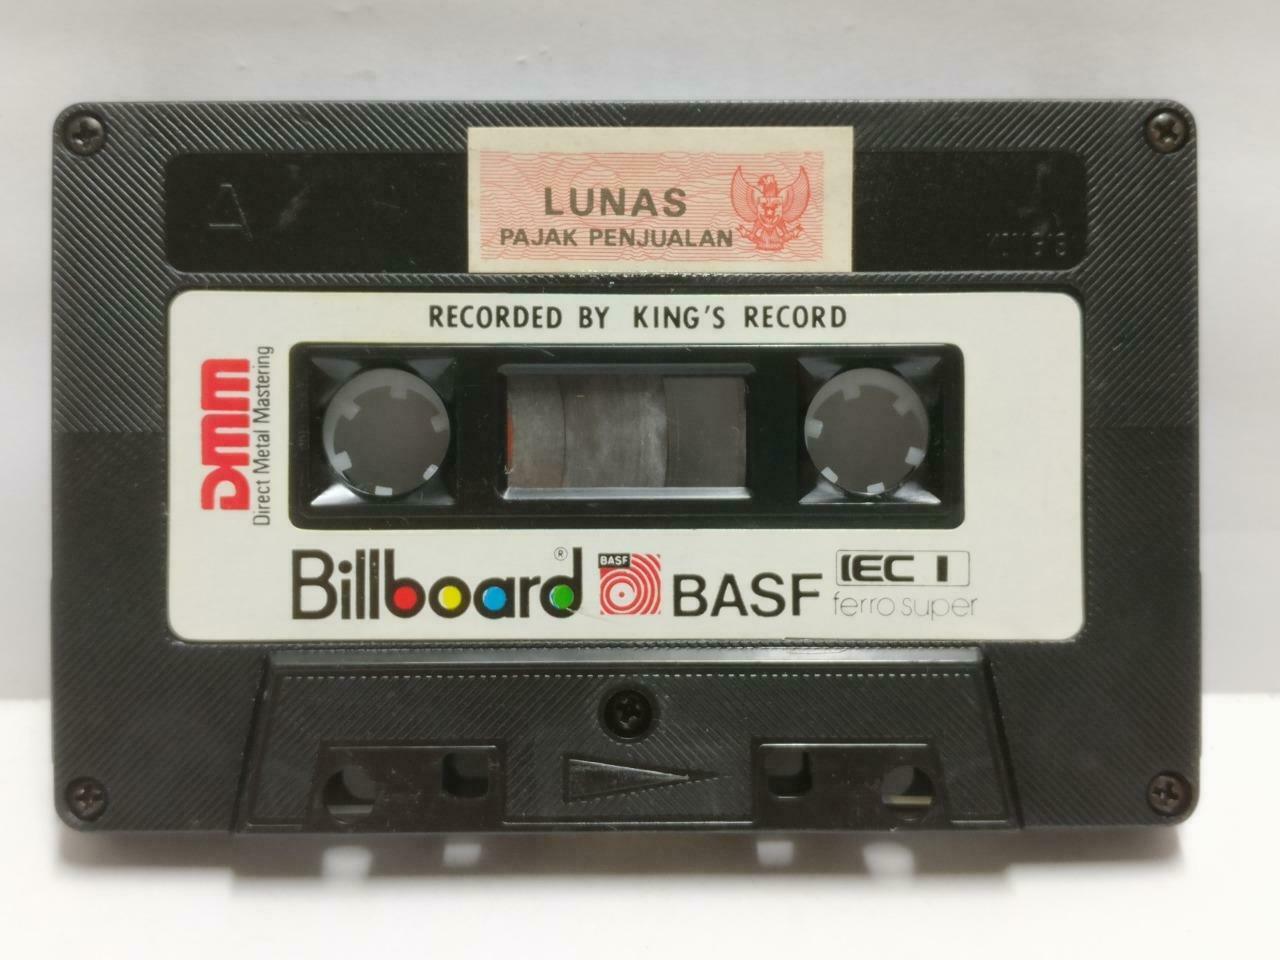 A
LUNAS
PAJAK PENJUALAN
RECORDED BY KING'S RECORD
DMM
Direct Metal Mastering
Billboard®
BASF
BASF
IEC I
ferro super